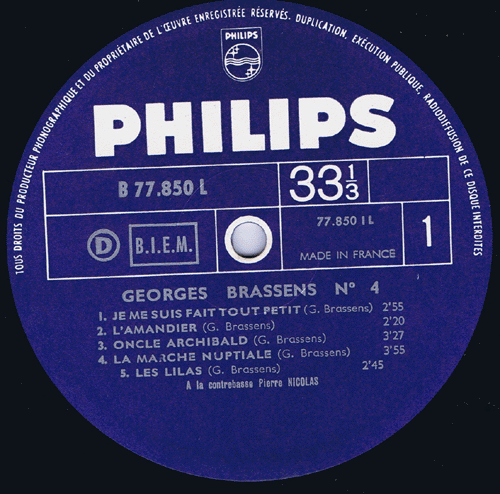 TOUS DROITS DU PRODUCTEUR PHONOGRAPHIQUE ET DU PROPRIÉTAIRE DE L'ŒUVRE ENREGISTRÉE RÉSERVÉS. DUPLICATION, EXÉCUTION PUBLIQUE, RADIODIFFUSION DE CE DISQUE INTERDITES
PHILIPS
PHILIPS
B 77.850 L
33 1/3
D
B.I.E.M.
77.850 1 L
MADE IN FRANCE
1
GEORGES BRASSENS Nº 4
1. JE ME SUIS FAIT TOUT PETIT (G. Brassens) 2'55
2. L'AMANDIER (G. Brassens) 2'20
3. ONCLE ARCHIBALD (G. Brassens) 3'27
4. LA MARCHE NUPTIALE (G. Brassens) 3'55
5. LES LILAS (G. Brassens) 2'45
A la contrebasse Pierre NICOLAS